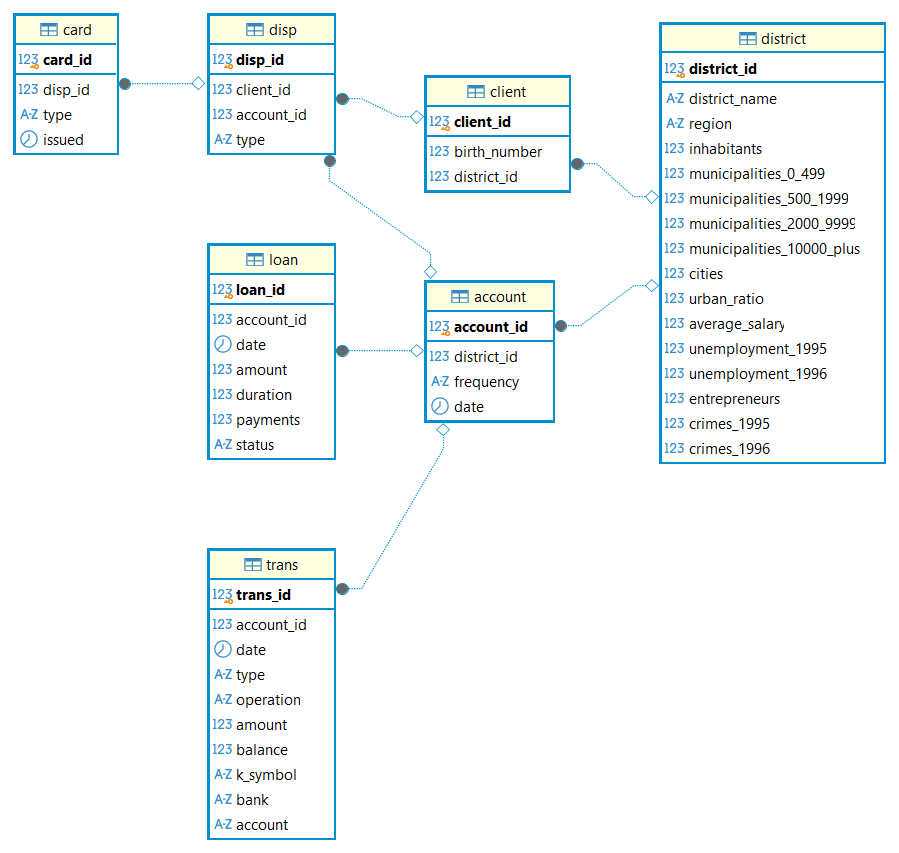 card
123 card_id
123 disp_id
A-Z type
issued
disp
123 disp_id
123 client_id
123 account_id
A-Z type
client
123 client_id
123 birth_number
123 district_id
district
123 district_id
A-Z district_name
A-Z region
123 inhabitants
123 municipalities_0_499
123 municipalities_500_1999
123 municipalities_2000_9999
123 municipalities_10000_plus
123 cities
123 urban_ratio
123 average_salary
123 unemployment_1995
123 unemployment_1996
123 entrepreneurs
123 crimes_1995
123 crimes_1996
loan
123 loan_id
123 account_id
date
123 amount
123 duration
123 payments
A-Z status
account
123 account_id
123 district_id
A-Z frequency
date
trans
123 trans_id
123 account_id
date
A-Z type
A-Z operation
123 amount
123 balance
A-Z k_symbol
A-Z bank
A-Z account